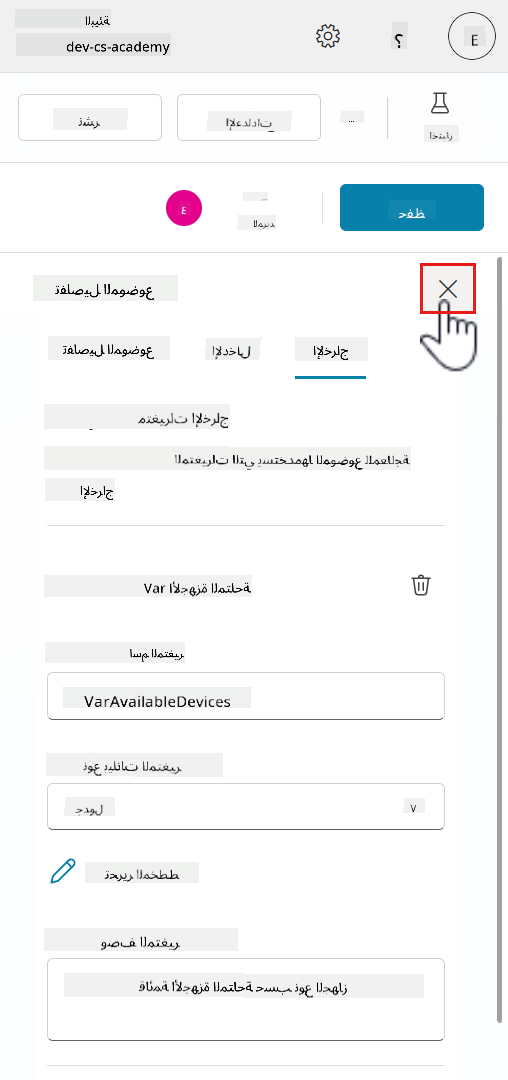 البيئة
dev-cs-academy
؟
E
نشر
الإعدادات
...
اختبار
E
...
المزيد
حفظ
تفاصيل الموضوع
تفاصيل الموضوع
الإدخال
الإخراج
متغيرات الإخراج
المتغيرات التي يستخدمها الموضوع المعالجة
الإخراج
Var الأجهزة المتاحة
اسم المتغير
VarAvailableDevices
نوع بيانات المتغير
جدول
تحرير المخطط
وصف المتغير
قائمة الأجهزة المتاحة حسب نوع الجهاز